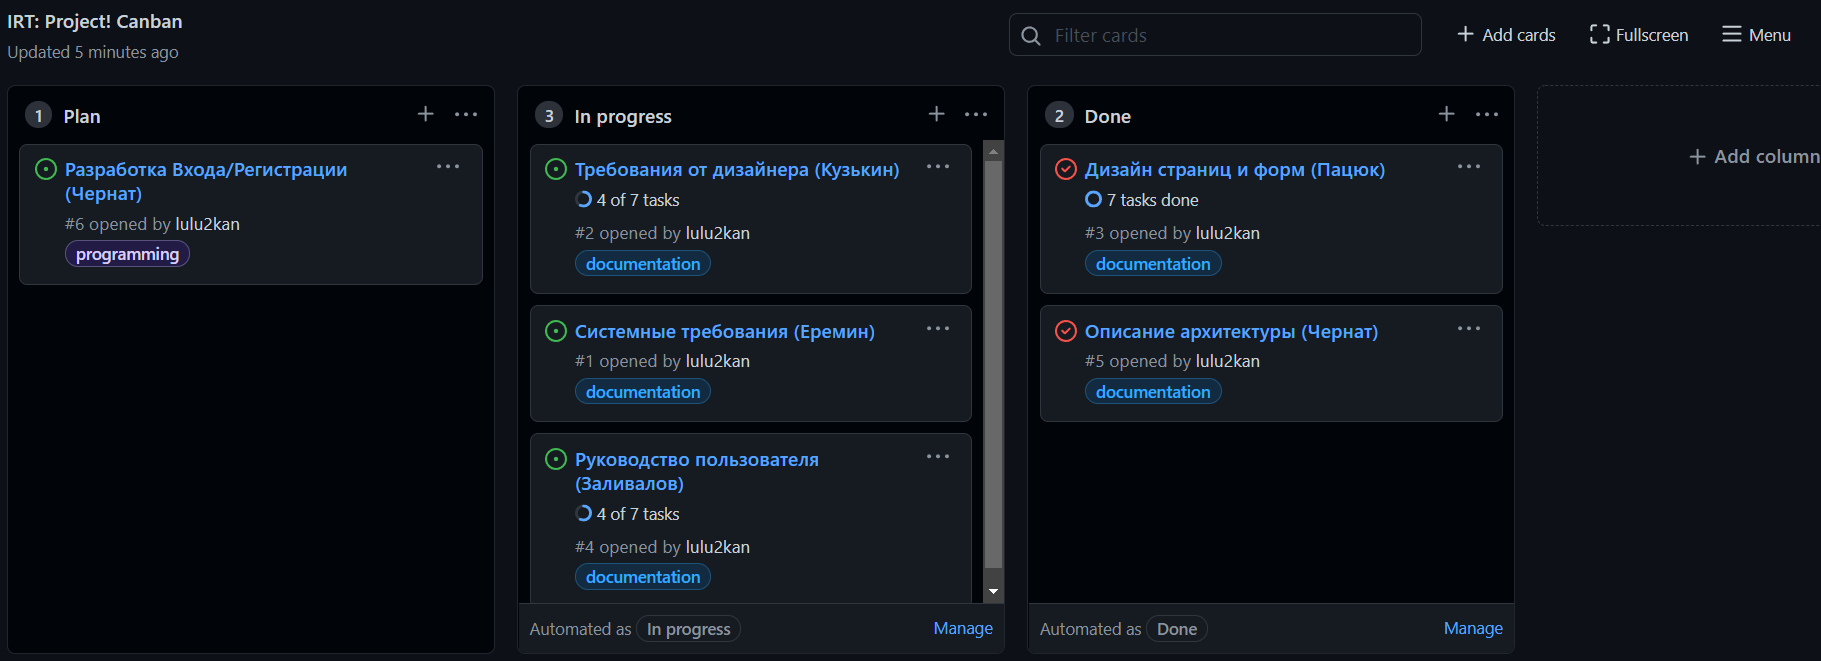 IRT: Project! Canban
Updated 5 minutes ago
Filter cards
Add cards
Fullscreen
Menu
1 Plan
Разработка Входа/Регистрации
(Чернат)
#6 opened by lulu2kan
programming
3 In progress
Требования от дизайнера (Кузькин)
4 of 7 tasks
#2 opened by lulu2kan
documentation
Системные требования (Еремин)
#1 opened by lulu2kan
documentation
Руководство пользователя
(Заливалов)
4 of 7 tasks
#4 opened by lulu2kan
documentation
Automated as In progress
Manage
2 Done
Дизайн страниц и форм (Пацюк)
7 tasks done
#3 opened by lulu2kan
documentation
Описание архитектуры (Чернат)
#5 opened by lulu2kan
documentation
Automated as Done
Manage
Add column